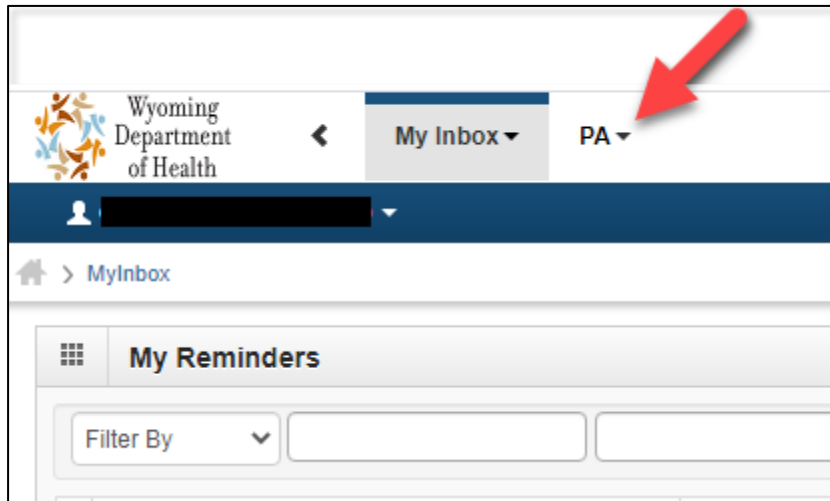 Wyoming
Department
of Health
My Inbox
PA
MyInbox
My Reminders
Filter By